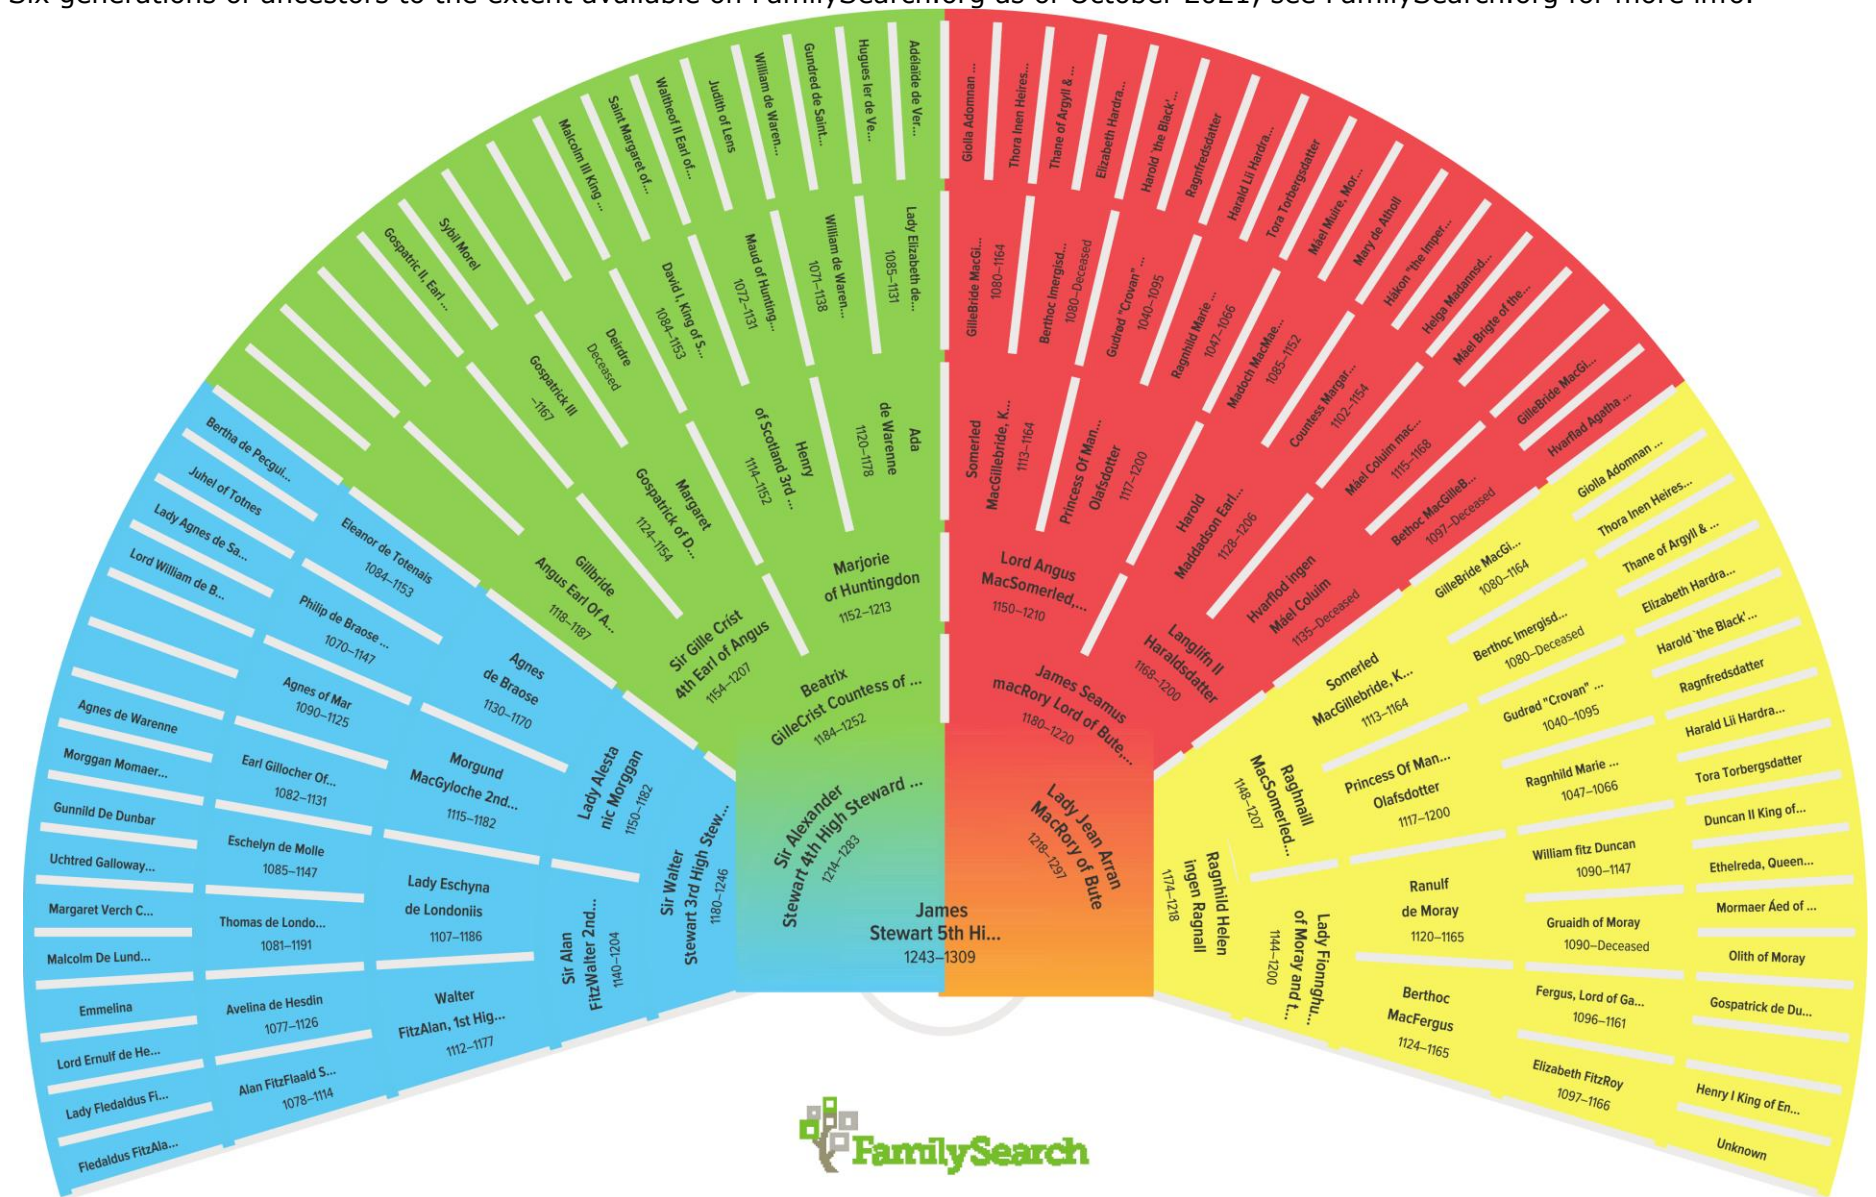 Six generations of ancestors to the extent available on FamilySearch.org as of October 2021, see FamilySearch.org for more info.
James
Stewart 5th Hi...
1243–1309
Sir Alexander
Stewart 4th High Steward ...
1214–1283
Lady Jean Arran
MacRory of Bute
1218–1297
Sir Walter
Stewart 3rd High Stew...
1180–1246
Beatrix
GilleCrist Countess of ...
1184–1252
James Seamus
macRory Lord of Bute,...
1180–1220
Ragnhild Helen
ingen Ragnall
1174–1218
Sir Alan
FitzWalter 2nd...
1140–1204
Lady Alesta
nic Morggan
1150–1182
Sir Gille Críst
4th Earl of Angus
1154–1207
Marjorie
of Huntingdon
1152–1213
Lord Angus
MacSomerled,...
1150–1210
Langlifn II
Haraldsdatter
1168–1200
Raghnaill
MacSomerled...
1148–1207
Lady Fionnghu...
of Moray and t...
1144–1200
Walter
FitzAlan, 1st Hig...
1112–1177
Lady Eschyna
de Londoniis
1107–1186
Morgund
MacGyloche 2nd...
1115–1182
Agnes
de Braose
1130–1170
Gillbride
Angus Earl Of A...
1118–1187
Margaret
Gospatrick of D...
1124–1154
Henry
of Scotland 3rd ...
1114–1152
Ada
de Warenne
1120–1178
Somerled
MacGillebride, K...
1113–1164
Princess Of Man...
Olafsdotter
1117–1200
Harold
Maddadson Earl...
1128–1206
Hvarflod ingen
Máel Coluim
1135–Deceased
Somerled
MacGillebride, K...
1113–1164
Princess Of Man...
Olafsdotter
1117–1200
Ranulf
de Moray
1120–1165
Berthoc
MacFergus
1124–1165
Alan FitzFlaald S...
1078–1114
Avelina de Hesdin
1077–1126
Thomas de Londo...
1081–1191
Eschelyn de Molle
1085–1147
Earl Gillocher Of...
1082–1131
Agnes of Mar
1090–1125
Philip de Braose ...
1070–1147
Eleanor de Totenais
1084–1153
Gospatrick III
–1167
Deirdre
Deceased
David I, King of S...
1084–1153
Maud of Hunting...
1072–1131
William de Waren...
1071–1138
Lady Elizabeth de...
1085–1131
GilleBride MacGi...
1080–1164
Berthoc Imergisd...
1080–Deceased
Gudrød "Crovan" ...
1040–1095
Ragnhild Marie ...
1047–1066
Madoch MacMae...
1085–1152
Countess Margar...
1102–1154
Máel Coluim mac...
1115–1168
Bethoc MacGilleB...
1097–Deceased
GilleBride MacGi...
1080–1164
Berthoc Imergisd...
1080–Deceased
Gudrød "Crovan" ...
1040–1095
Ragnhild Marie ...
1047–1066
William fitz Duncan
1090–1147
Gruaidh of Moray
1090–Deceased
Fergus, Lord of Ga...
1096–1161
Elizabeth FitzRoy
1097–1166
Fledaldus FitzAla...
Lady Fledaldus Fi...
Lord Ernulf de He...
Emmelina
Malcolm De Lund...
Margaret Verch C...
Uchtred Galloway...
Gunnild De Dunbar
Morggan Momaer...
Agnes de Warenne
Lord William de B...
Lady Agnes de Sa...
Juhel of Totnes
Bertha de Pecgui...
Gospatric II, Earl ...
Sybil Morel
Malcolm III King ...
Saint Margaret of...
Waltheof II Earl of...
Judith of Lens
William de Waren...
Gundred de Saint...
Hugues Ier de Ve...
Adélaïde de Ver...
Giolla Adomnan ...
Thora Inen Heires...
Thane of Argyll & ...
Elizabeth Hardra...
Harold `the Black'...
Ragnfredsdatter
Harald Lii Hardra...
Tora Torbergsdatter
Máel Muire, Mor...
Mary de Atholl
Håkon "the Imper...
Helga Madannsd...
Máel Brigte of the...
GilleBride MacGi...
Hvarflad Agatha ...
Giolla Adomnan ...
Thora Inen Heires...
Thane of Argyll & ...
Elizabeth Hardra...
Harold `the Black'...
Ragnfredsdatter
Harald Lii Hardra...
Tora Torbergsdatter
Duncan II King of...
Ethelreda, Queen...
Mormaer Áed of ...
Olith of Moray
Gospatrick de Du...
Henry I King of En...
Unknown
FamilySearch